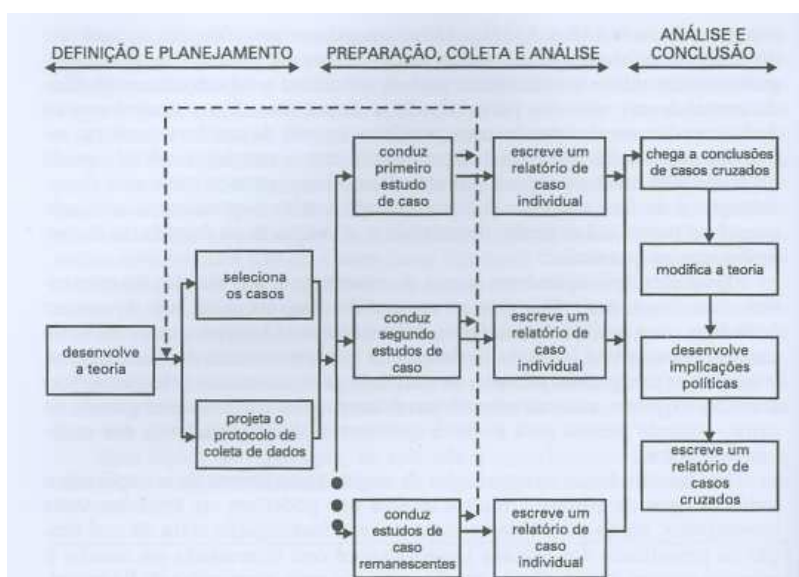 DEFINIÇÃO E PLANEJAMENTO
PREPARAÇÃO, COLETA E ANÁLISE
ANÁLISE E
CONCLUSÃO
desenvolve
a teoria
seleciona
os casos
projeta o
protocolo de
coleta de dados
conduz
primeiro
estudo
de caso
escreve um
relatório de
caso individual
conduz
segundo
estudos de
caso
escreve um
relatório de
caso individual
conduz
estudos de
caso
remanescentes
escreve um
relatório de
caso individual
chega a conclusões
de casos cruzados
modifica a teoria
desenvolve
implicações
políticas
escreve um
relatório de
casos cruzados